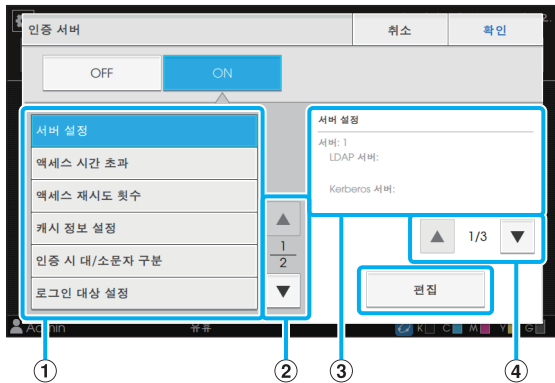 인증 서버
취소
확인
OFF
ON
서버 설정
액세스 시간 초과
액세스 재시도 횟수
캐시 정보 설정
인증 시 대/소문자 구분
로그인 대상 설정
1
2
서버 설정
서버: 1
LDAP 서버:
Kerberos 서버:
1/3
편집
Admin
유휴
K C M Y G
1 2 3 4